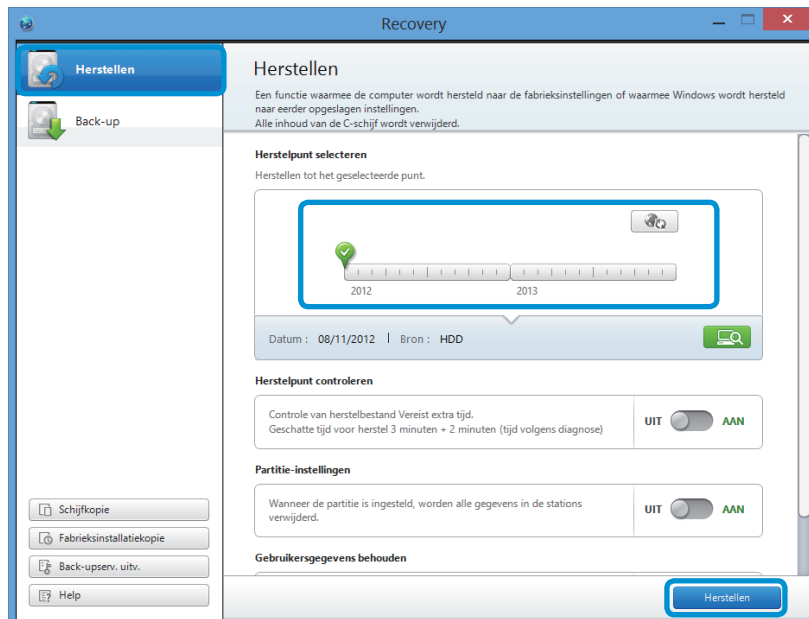 Recovery
Herstellen
Back-up
Schijfkopie
Fabrieksinstallatiekopie
Back-upserv. uitv.
Help
Herstellen
Een functie waarmee de computer wordt hersteld naar de fabrieksinstellingen of waarmee Windows wordt hersteld
naar eerder opgeslagen instellingen.
Alle inhoud van de C-schijf wordt verwijderd.
Herstelpunt selecteren
Herstellen tot het geselecteerde punt.
2012 2013
Datum : 08/11/2012 | Bron : HDD
Herstelpunt controleren
Controle van herstelbestand Vereist extra tijd.
Geschatte tijd voor herstel 3 minuten + 2 minuten (tijd volgens diagnose)
UIT AAN
Partitie-instellingen
Wanneer de partitie is ingesteld, worden alle gegevens in de stations
verwijderd.
UIT AAN
Gebruikersgegevens behouden
Herstellen